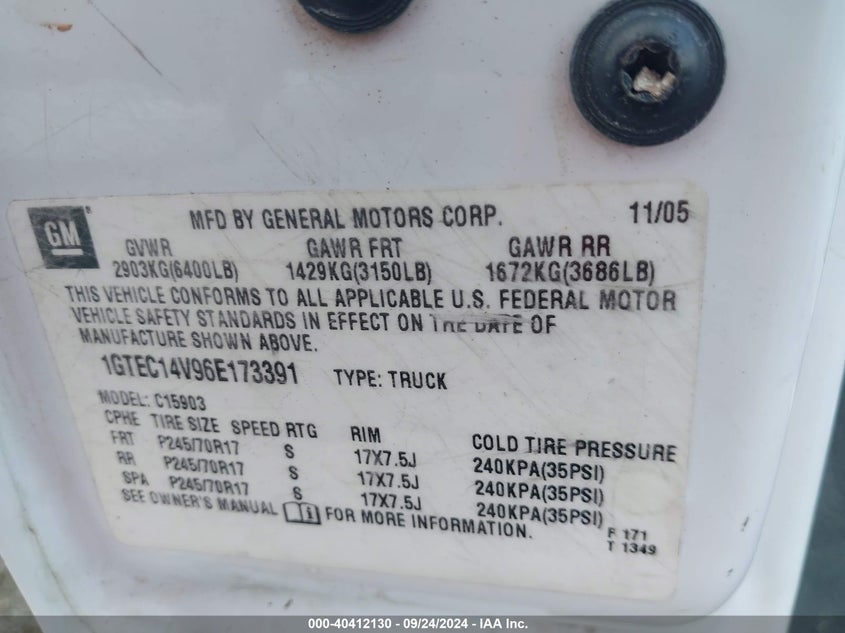 GM
MFD BY GENERAL MOTORS CORP. 11/05
GVWR GAWR FRT GAWR RR
2903KG(6400LB) 1429KG(3150LB) 1672KG(3686LB)
THIS VEHICLE CONFORMS TO ALL APPLICABLE U.S. FEDERAL MOTOR
VEHICLE SAFETY STANDARDS IN EFFECT ON THE DATE OF
MANUFACTURE SHOWN ABOVE.
1GTEC14V96E173391 TYPE: TRUCK
MODEL: C15903
CPHE TIRE SIZE SPEED RTG RIM COLD TIRE PRESSURE
FRT P245/70R17 S 17X7.5J 240KPA(35PSI)
RR P245/70R17 S 17X7.5J 240KPA(35PSI)
SPA P245/70R17 S 17X7.5J 240KPA(35PSI)
SEE OWNER'S MANUAL FOR MORE INFORMATION.
F 171
T 1349
000-40412130 - 09/24/2024 - IAA Inc.